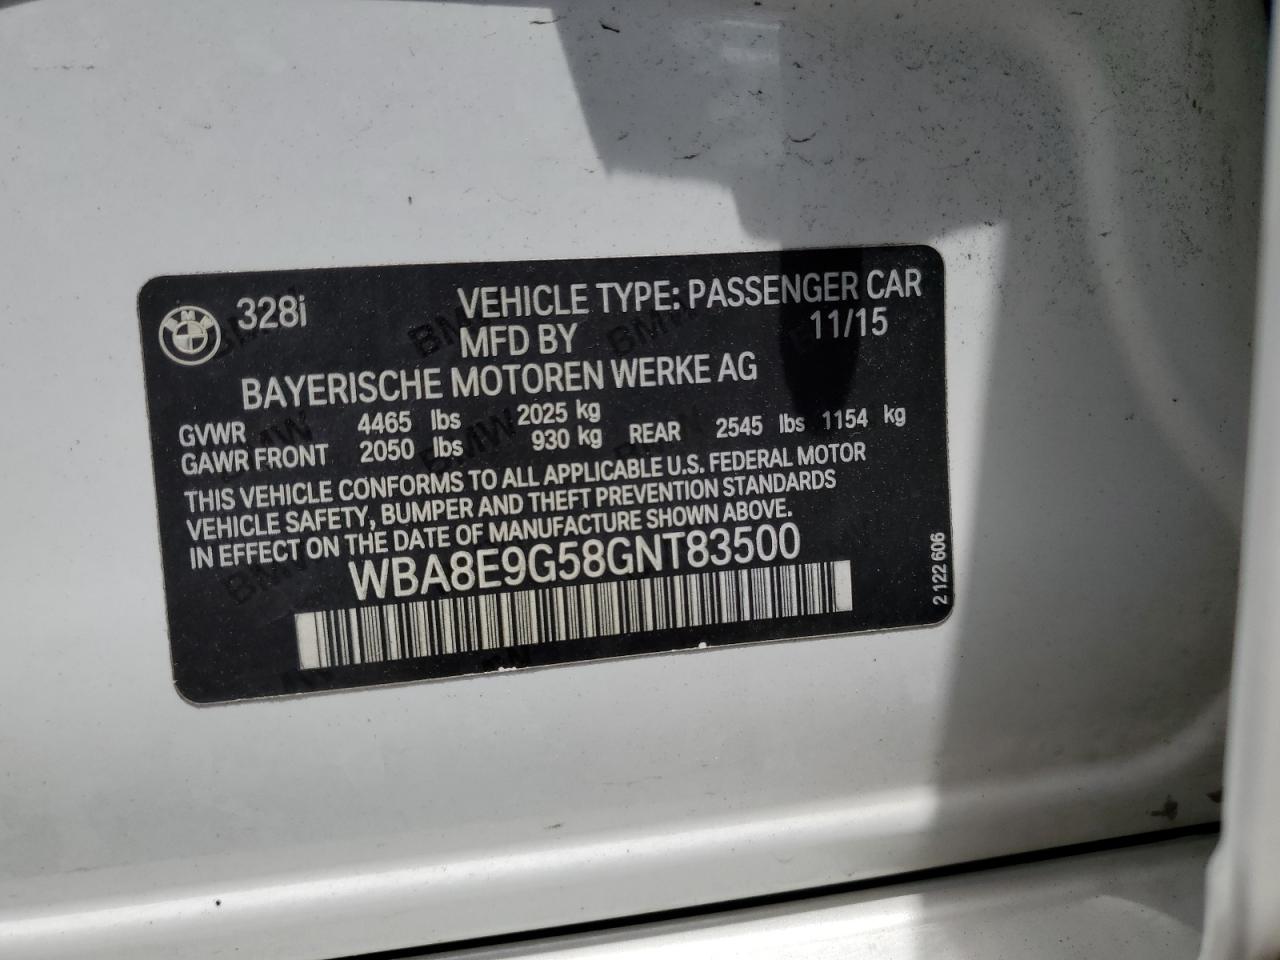 BMW 328i VEHICLE TYPE: PASSENGER CAR
MFD BY 11/15
BAYERISCHE MOTOREN WERKE AG
GVWR 4465 lbs 2025 kg
GAWR FRONT 2050 lbs 930 kg REAR 2545 lbs 1154 kg
THIS VEHICLE CONFORMS TO ALL APPLICABLE U.S. FEDERAL MOTOR
VEHICLE SAFETY, BUMPER AND THEFT PREVENTION STANDARDS
IN EFFECT ON THE DATE OF MANUFACTURE SHOWN ABOVE.
WBA8E9G58GNT83500
2 122 606